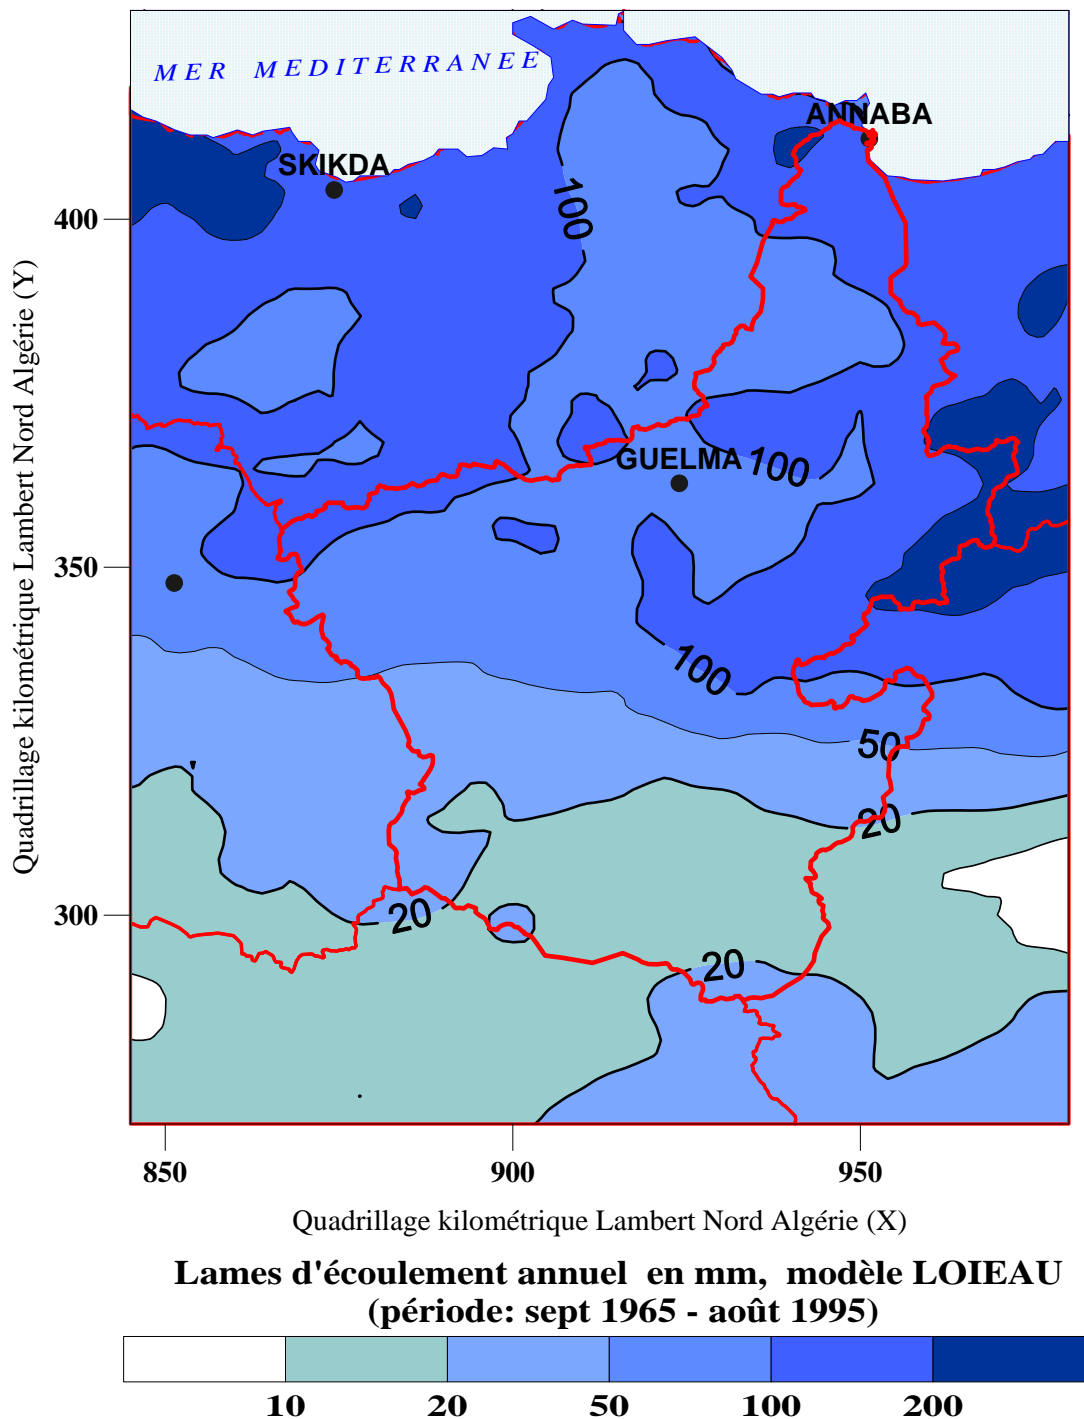 MER MEDITERRANEE
ANNABA
SKIKDA
100
400
GUELMA
100
350
100
50
20
300
20
20
850 900 950
Quadrillage kilométrique Lambert Nord Algérie (Y)
Quadrillage kilométrique Lambert Nord Algérie (X)
Lames d'écoulement annuel en mm, modèle LOIEAU
(période: sept 1965 - août 1995)
10 20 50 100 200